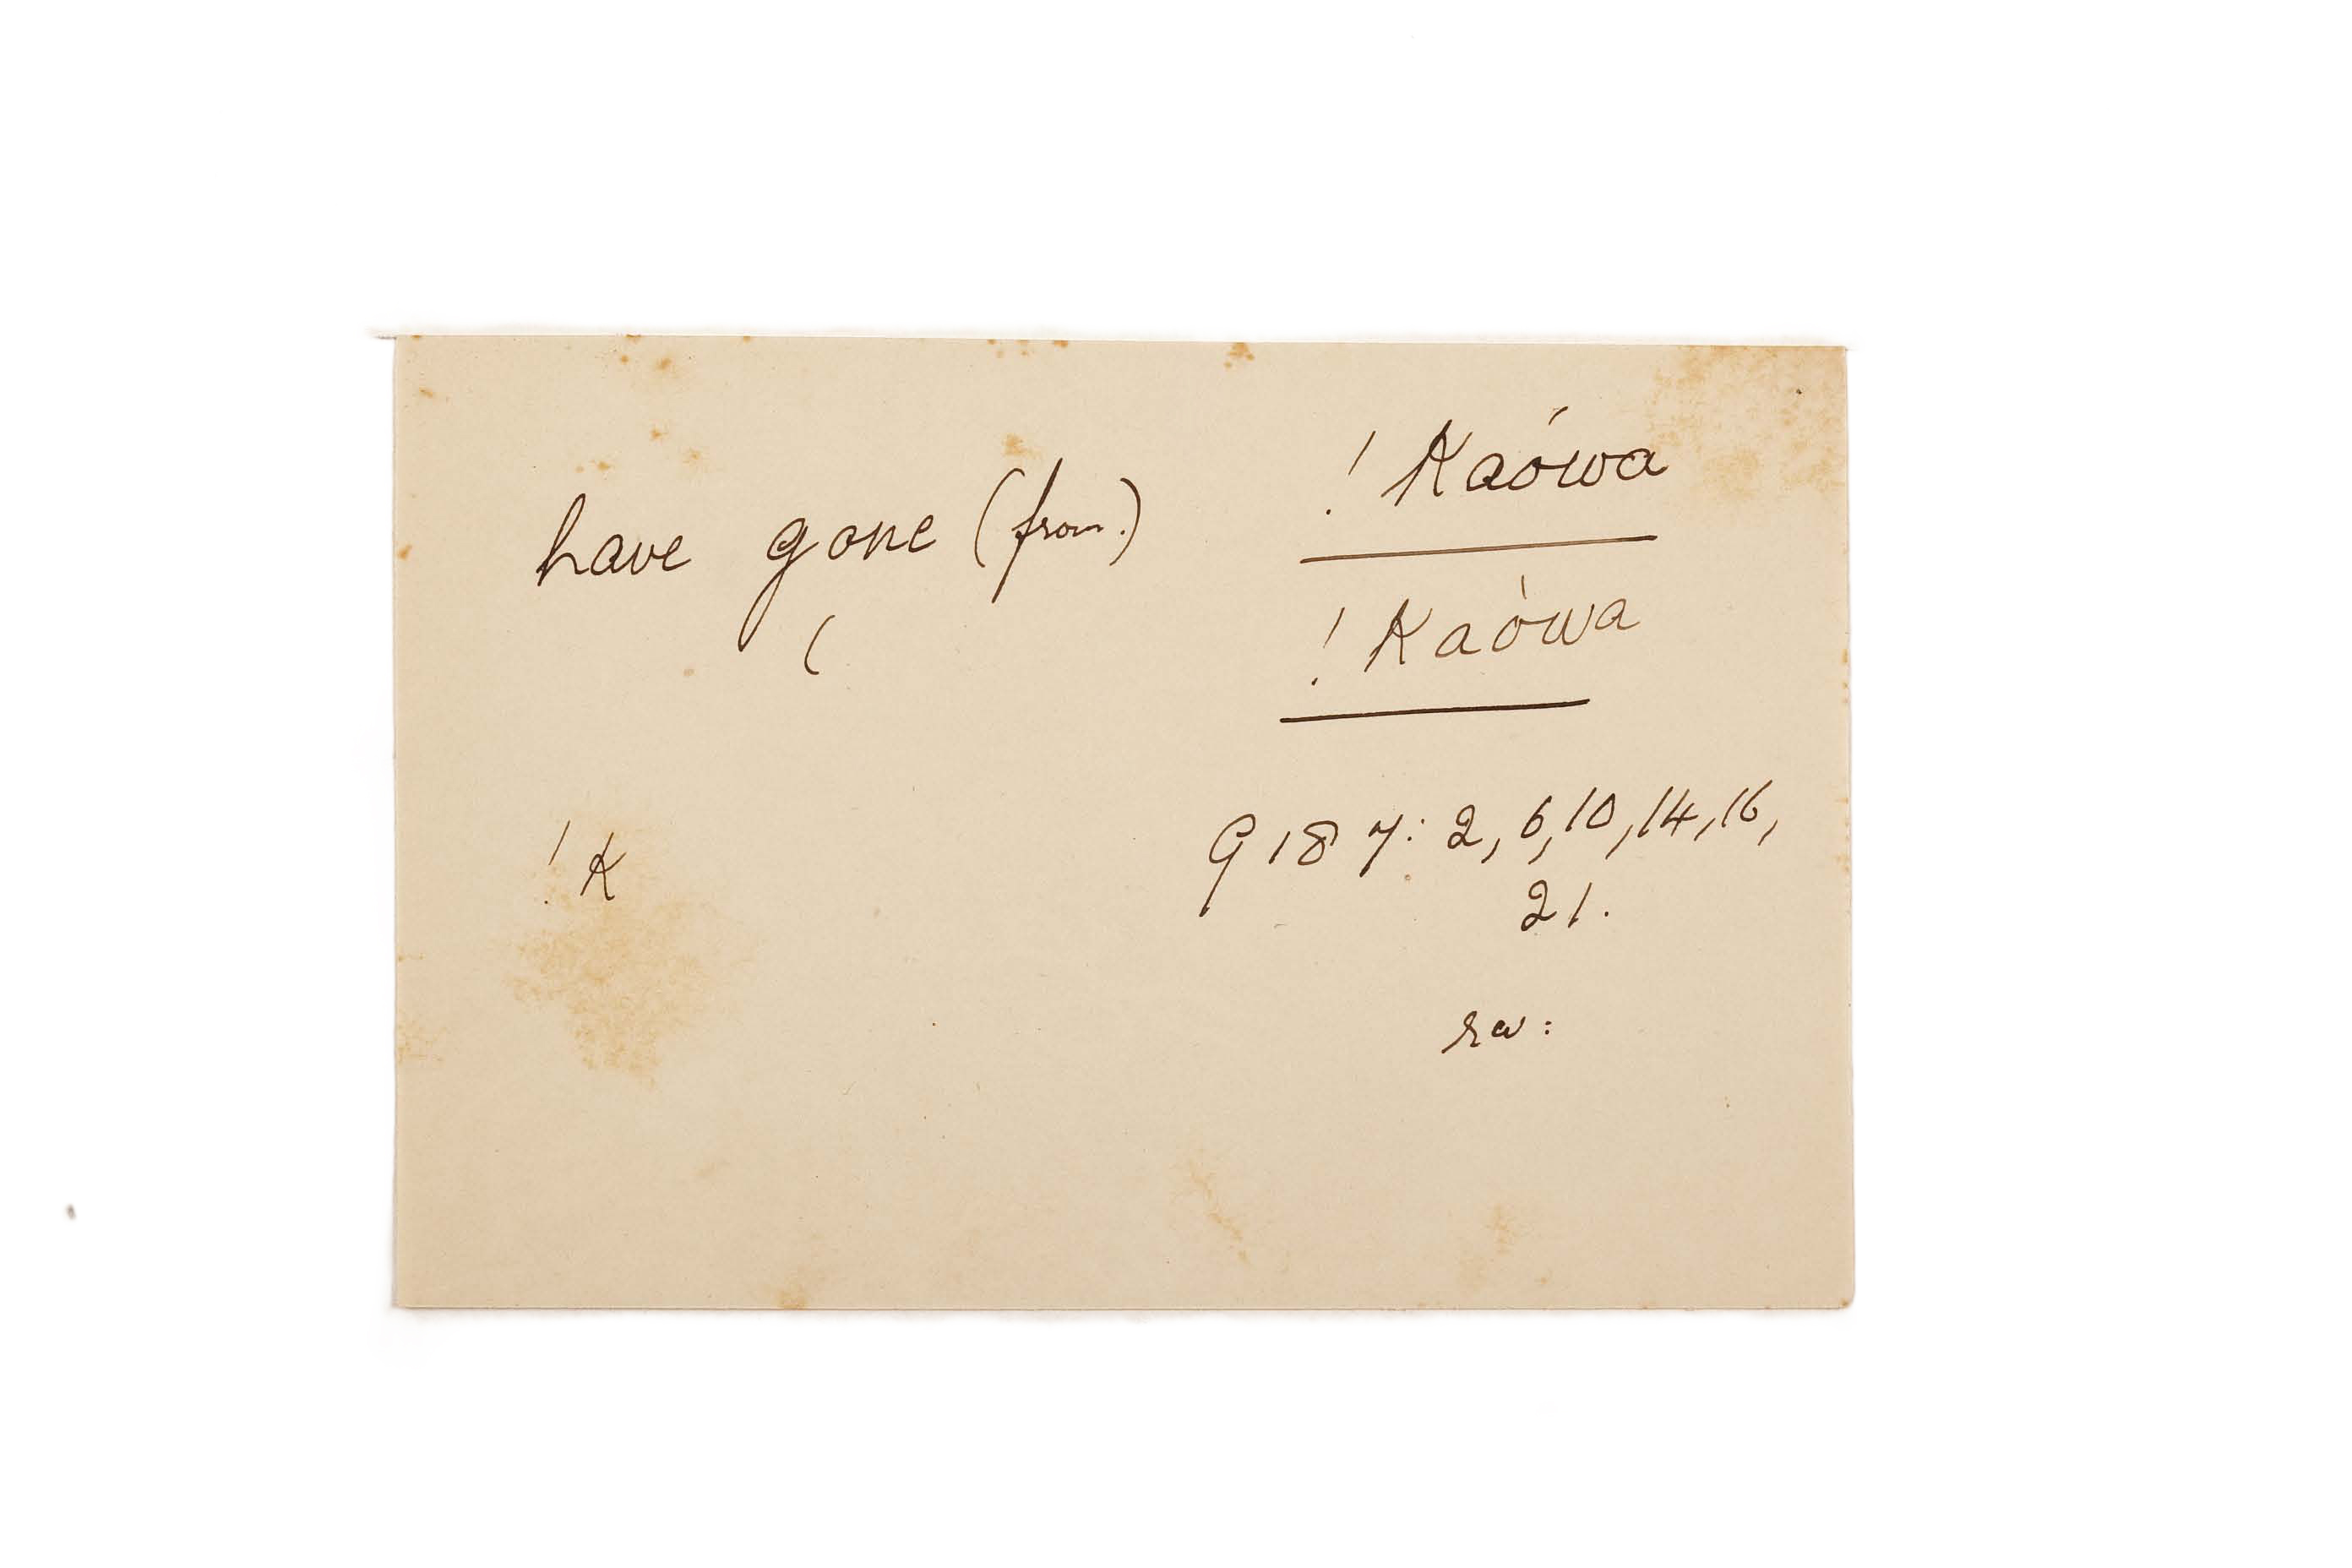 ! Kaówa
have gone (from.)
(
! Kaówa
! K
9187: 2, 6, 10, 14, 16,
21.